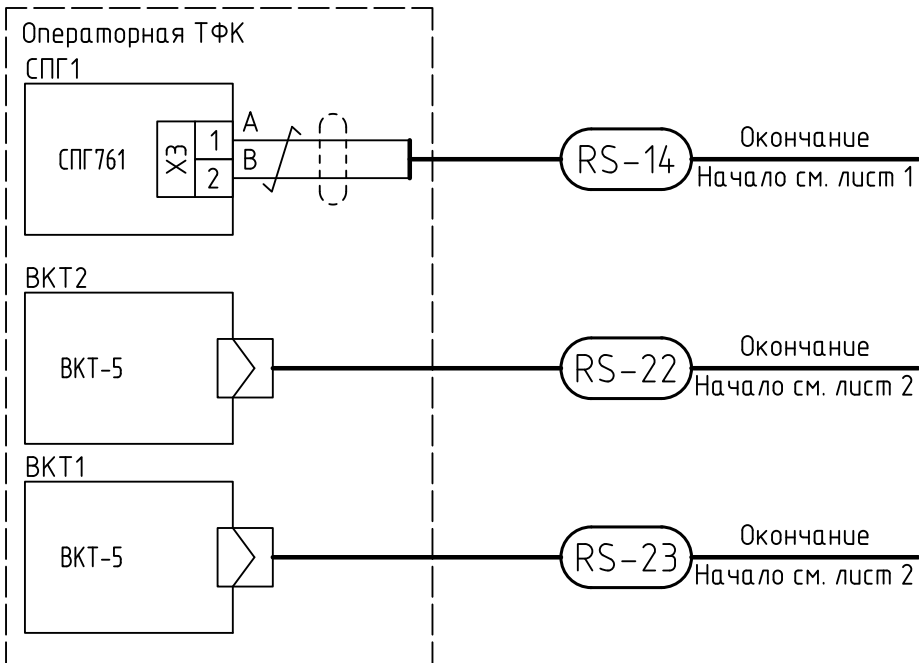 Операторная ТФК
СПГ1
СПГ761
X3
1
2
A
B
RS-14
Окончание
Начало см. лист 1
ВКТ2
ВКТ-5
RS-22
Окончание
Начало см. лист 2
ВКТ1
ВКТ-5
RS-23
Окончание
Начало см. лист 2